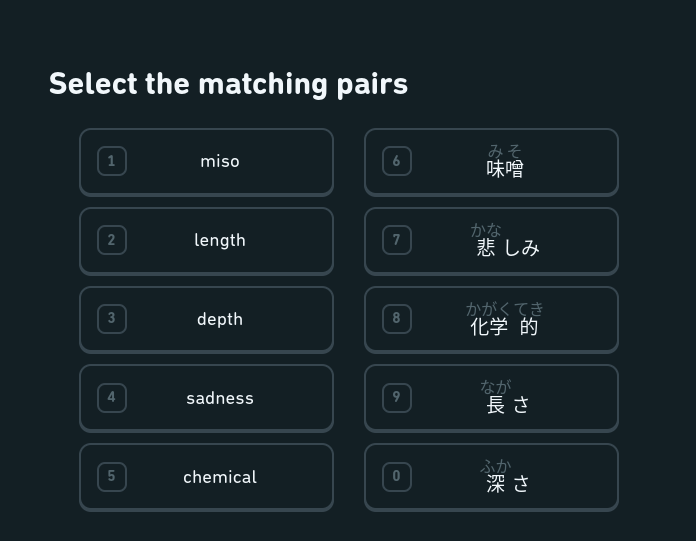 Select the matching pairs
1 miso
6 味噌 みそ
2 length
7 悲しみ かな
3 depth
8 化学的 かがくてき
4 sadness
9 長さ なが
5 chemical
0 深さ ふか